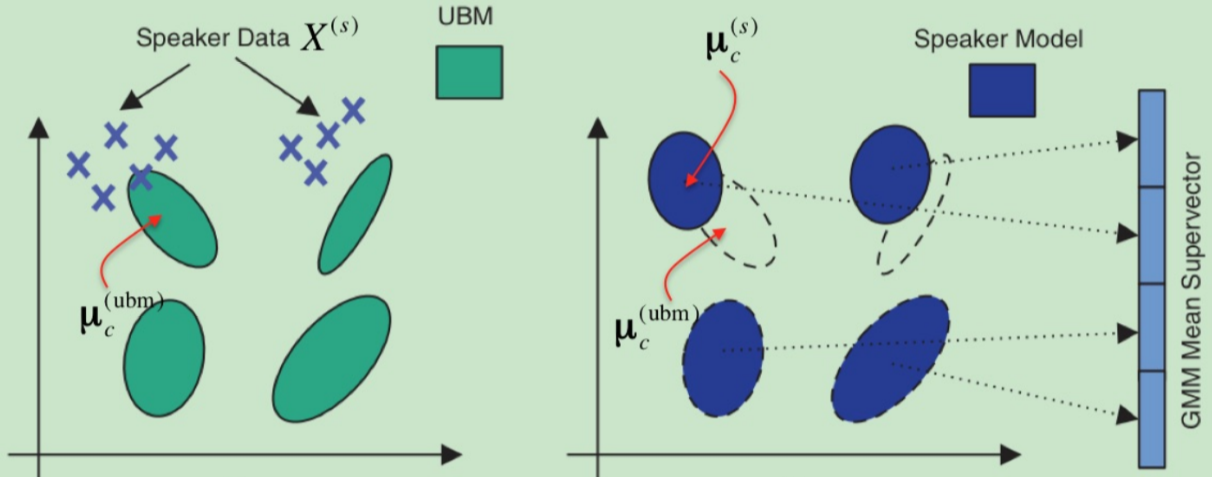 Speaker Data X^(s)
UBM
μ_c^(ubm)
μ_c^(s)
Speaker Model
μ_c^(ubm)
GMM Mean Supervector